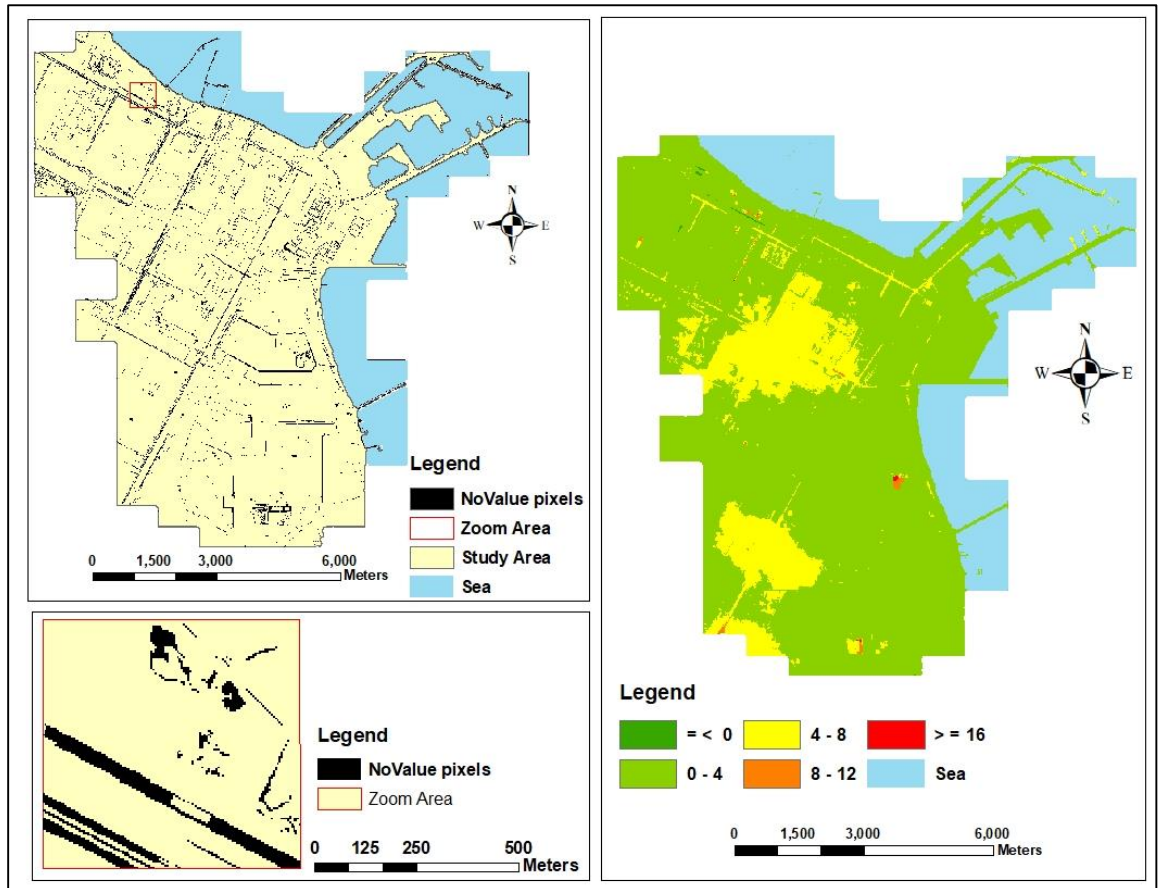 N
W E
S
Legend
NoValue pixels
Zoom Area
Study Area
Sea
0 1,500 3,000 6,000
Meters
Legend
NoValue pixels
Zoom Area
0 125 250 500
Meters
N
W E
S
Legend
= < 0 4 - 8 > = 16
0 - 4 8 - 12 Sea
0 1,500 3,000 6,000
Meters